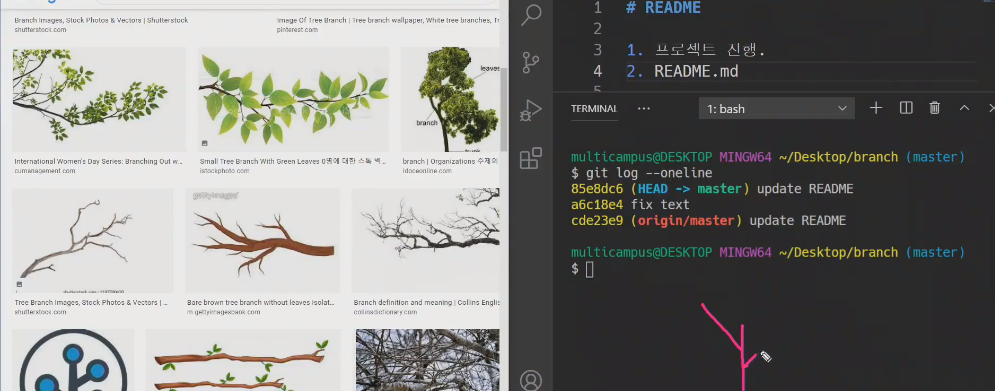 Branch Images, Stock Photos & Vectors | Shutterstock
shutterstock.com
Image Of Tree Branch | Tree branch wallpaper, White tree branches, Tr
pinterest.com
leaves
branch
International Women's Day Series: Branching Out w...
cumanagement.com
Small Tree Branch With Green Leaves 0명에 대한 스톡 벡...
istockphoto.com
branch | Organizations 주제의
idoceonline.com
gettyimages
Tree Branch Images, Stock Photos & Vectors | ...
shutterstock.com
Bare brown tree branch without leaves isolat...
m.gettyimagesbank.com
Branch definition and meaning | Collins Englis
collinsdictionary.com
1 # README
2
3 1. 프로젝트 진행.
4 2. README.md
5
TERMINAL ... 1: bash
multicampus@DESKTOP MINGW64 ~/Desktop/branch (master)
$ git log --oneline
85e8dc6 (HEAD -> master) update README
a6c18e4 fix text
cde23e9 (origin/master) update README
multicampus@DESKTOP MINGW64 ~/Desktop/branch (master)
$